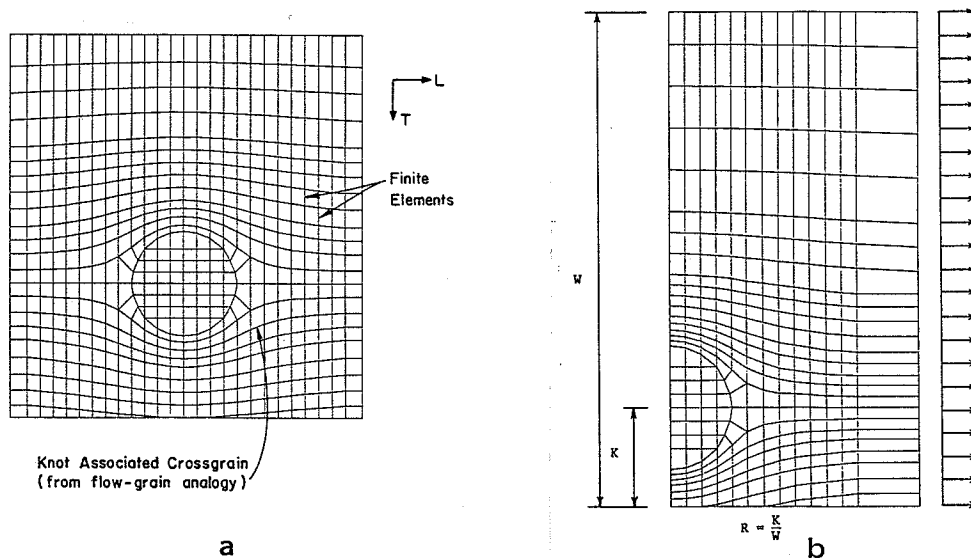 L
T
Finite
Elements
Knot Associated Crossgrain
(from flow-grain analogy)
a
W
K
R = K/W
b